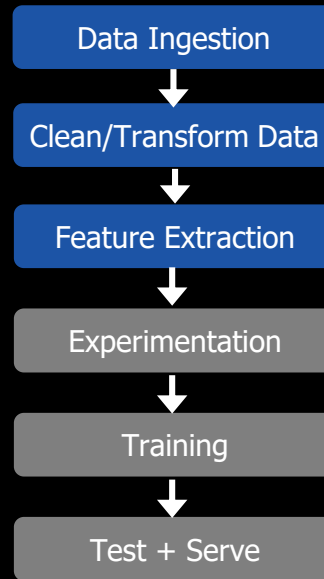 Data Ingestion
Clean/Transform Data
Feature Extraction
Experimentation
Training
Test + Serve